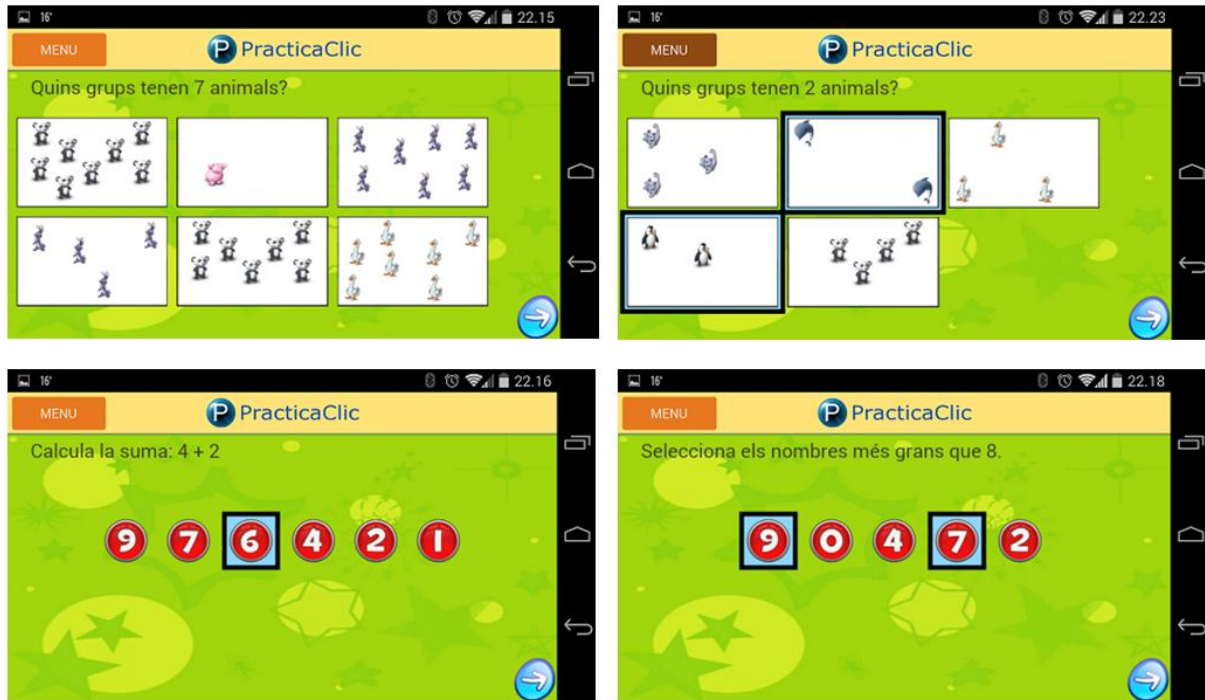 16° 22.15
MENU PracticaClic
Quins grups tenen 7 animals?
16° 22.23
MENU PracticaClic
Quins grups tenen 2 animals?
16° 22.16
MENU PracticaClic
Calcula la suma: 4 + 2
9 7 6 4 2 1
16° 22.18
MENU PracticaClic
Selecciona els nombres més grans que 8.
9 0 4 7 2